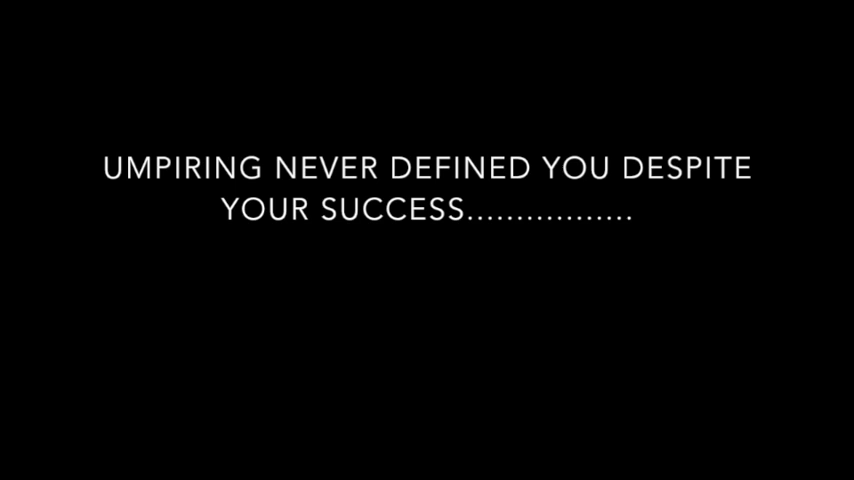 UMPIRING NEVER DEFINED YOU DESPITE
YOUR SUCCESS.................